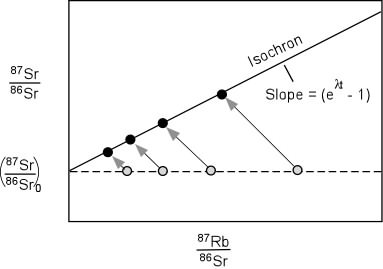 87Sr
86Sr
Isochron
Slope = (e^λt - 1)
(87Sr
86Sr)0
87Rb
86Sr